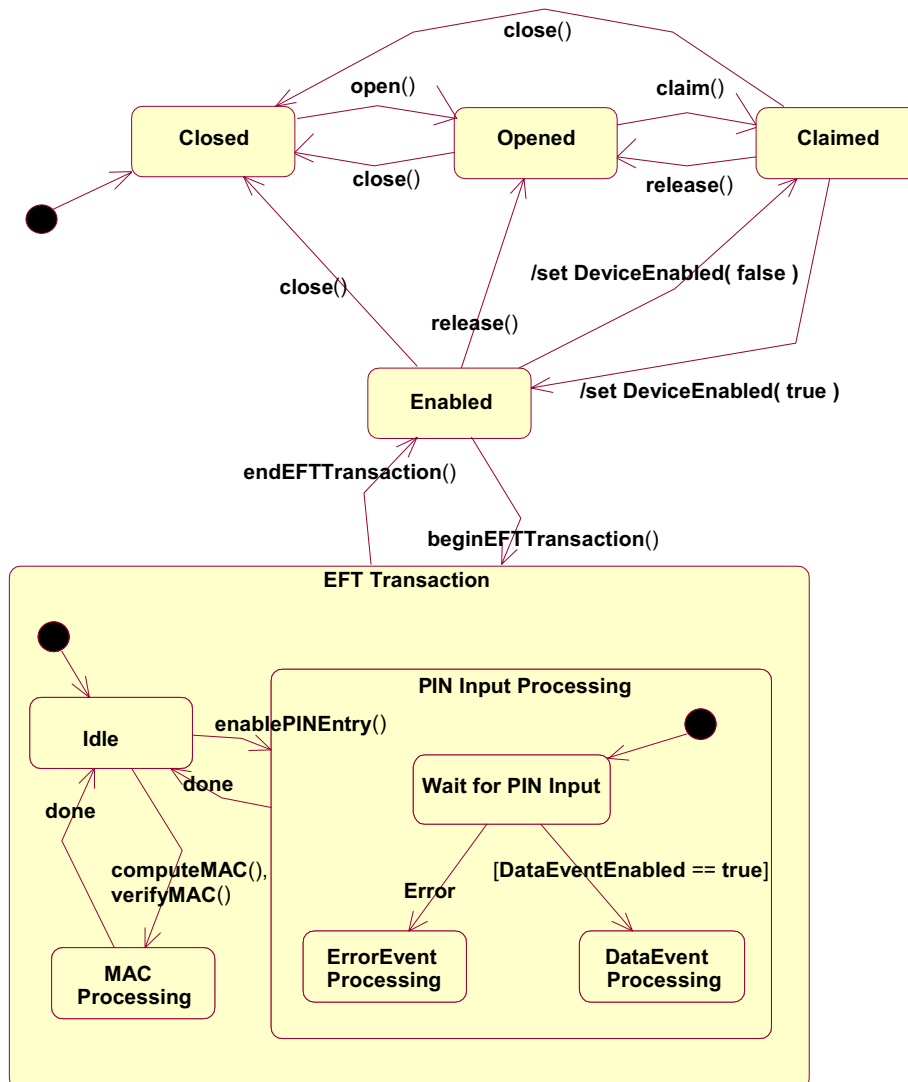 close()
open()
claim()
Closed
Opened
Claimed
close()
release()
/set DeviceEnabled( false )
close()
release()
/set DeviceEnabled( true )
Enabled
endEFTTransaction()
beginEFTTransaction()
EFT Transaction
PIN Input Processing
enablePINEntry()
Idle
done
Wait for PIN Input
done
computeMAC(),
verifyMAC()
[DataEventEnabled == true]
Error
ErrorEvent
Processing
DataEvent
Processing
MAC
Processing